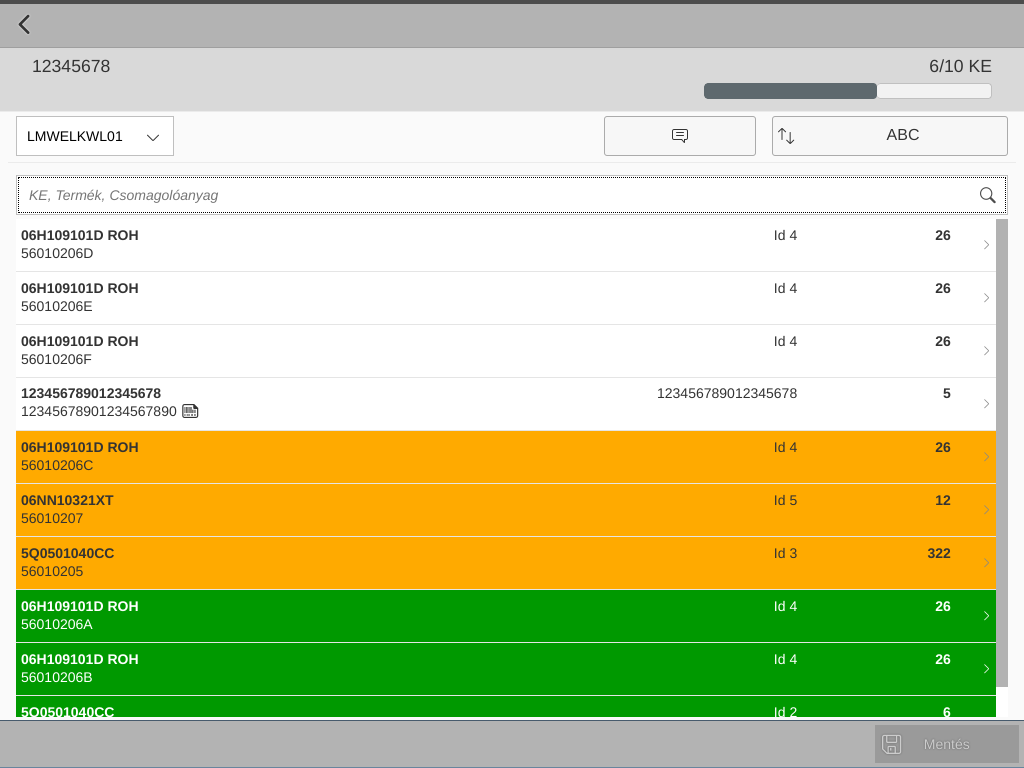 12345678
6/10 KE
LMWELKWL01
ABC
KE, Termék, Csomagolóanyag
06H109101D ROH Id 4 26
56010206D
06H109101D ROH Id 4 26
56010206E
06H109101D ROH Id 4 26
56010206F
123456789012345678 123456789012345678 5
12345678901234567890
06H109101D ROH Id 4 26
56010206C
06NN10321XT Id 5 12
56010207
5Q0501040CC Id 3 322
56010205
06H109101D ROH Id 4 26
56010206A
06H109101D ROH Id 4 26
56010206B
5Q0501040CC Id 2 6
Mentés